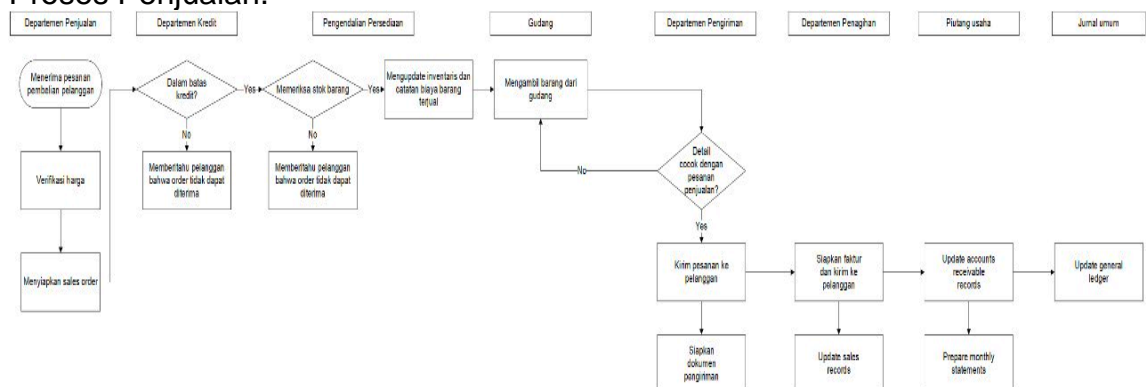 Proses Penjualan.
Departemen Penjualan
Departemen Kredit
Pengendalian Persediaan
Gudang
Departemen Pengiriman
Departemen Penagihan
Piutang usaha
Jurnal umum
Menerima pesanan
pembelian pelanggan
Verifikasi harga
Menyiapkan sales order
Dalam batas
kredit?
Yes
No
Memberitahu pelanggan
bahwa order tidak dapat
diterima
Memeriksa stok barang
Yes
No
Memberitahu pelanggan
bahwa order tidak dapat
diterima
Mengupdate inventaris dan
catatan biaya barang
terjual
Mengambil barang dari
gudang
Detail
cocok dengan
pesanan
penjualan?
No
Yes
Kirim pesanan ke
pelanggan
Siapkan
dokumen
pengiriman
Siapkan faktur
dan kirim ke
pelanggan
Update sales
records
Update accounts
receivable
records
Prepare monthly
statements
Update general
ledger